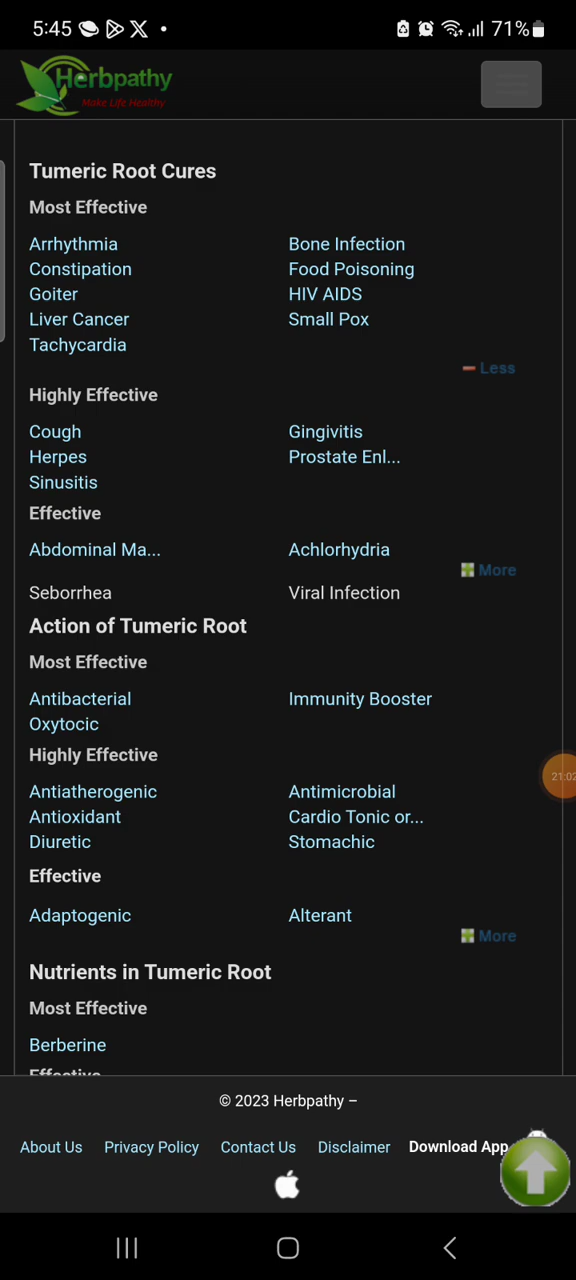 5:45
71%
Herbpathy
Make Life Healthy
Tumeric Root Cures
Most Effective
Arrhythmia Bone Infection
Constipation Food Poisoning
Goiter HIV AIDS
Liver Cancer Small Pox
Tachycardia
Less
Highly Effective
Cough Gingivitis
Herpes Prostate Enl...
Sinusitis
Effective
Abdominal Ma... Achlorhydria
More
Seborrhea Viral Infection
Action of Tumeric Root
Most Effective
Antibacterial Immunity Booster
Oxytocic
Highly Effective
21:02
Antiatherogenic Antimicrobial
Antioxidant Cardio Tonic or...
Diuretic Stomachic
Effective
Adaptogenic Alterant
More
Nutrients in Tumeric Root
Most Effective
Berberine
Effective
© 2023 Herbpathy –
About Us Privacy Policy Contact Us Disclaimer Download App